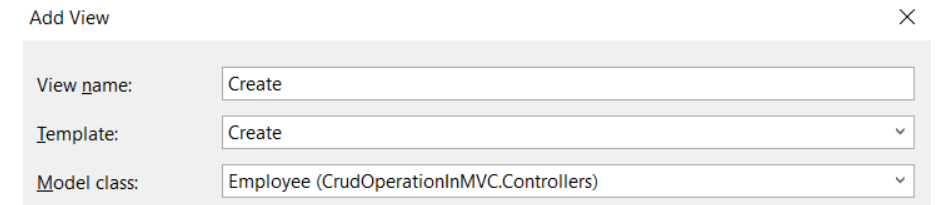 Add View
View name:
Create
Template:
Create
Model class:
Employee (CrudOperationInMVC.Controllers)